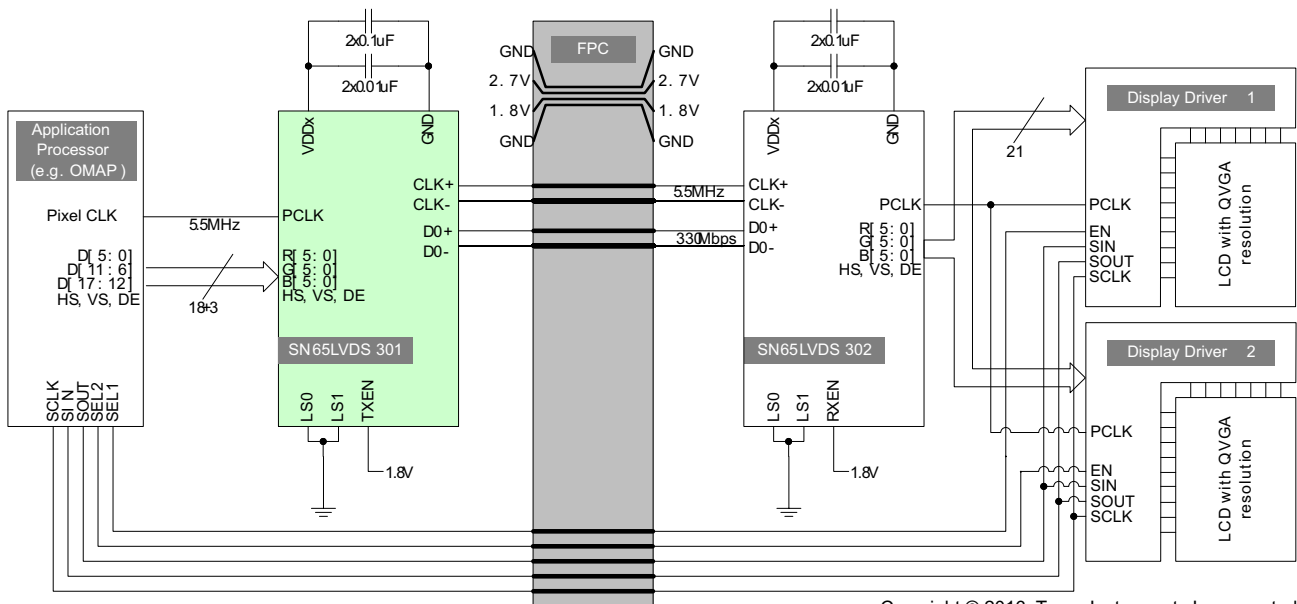 2x0.1uF
2x0.01uF
VDDx
GND
GND
2.7V
1.8V
GND
FPC
GND
2.7V
1.8V
GND
2x0.1uF
2x0.01uF
VDDx
GND
Application
Processor
(e.g. OMAP)
Pixel CLK
D[5:0]
D[11:6]
D[17:12]
HS, VS, DE
SCLK
SIN
SOUT
SEL2
SEL1
5.5MHz
18+3
PCLK
R[5:0]
G[5:0]
B[5:0]
HS, VS, DE
CLK+
CLK-
D0+
D0-
SN65LVDS 301
LS0
LS1
TXEN
1.8V
5.5MHz
330Mbps
CLK+
CLK-
D0+
D0-
PCLK
R[5:0]
G[5:0]
B[5:0]
HS, VS, DE
SN65LVDS 302
LS0
LS1
RXEN
1.8V
21
Display Driver 1
PCLK
EN
SIN
SOUT
SCLK
LCD with QVGA
resolution
Display Driver 2
PCLK
EN
SIN
SOUT
SCLK
LCD with QVGA
resolution